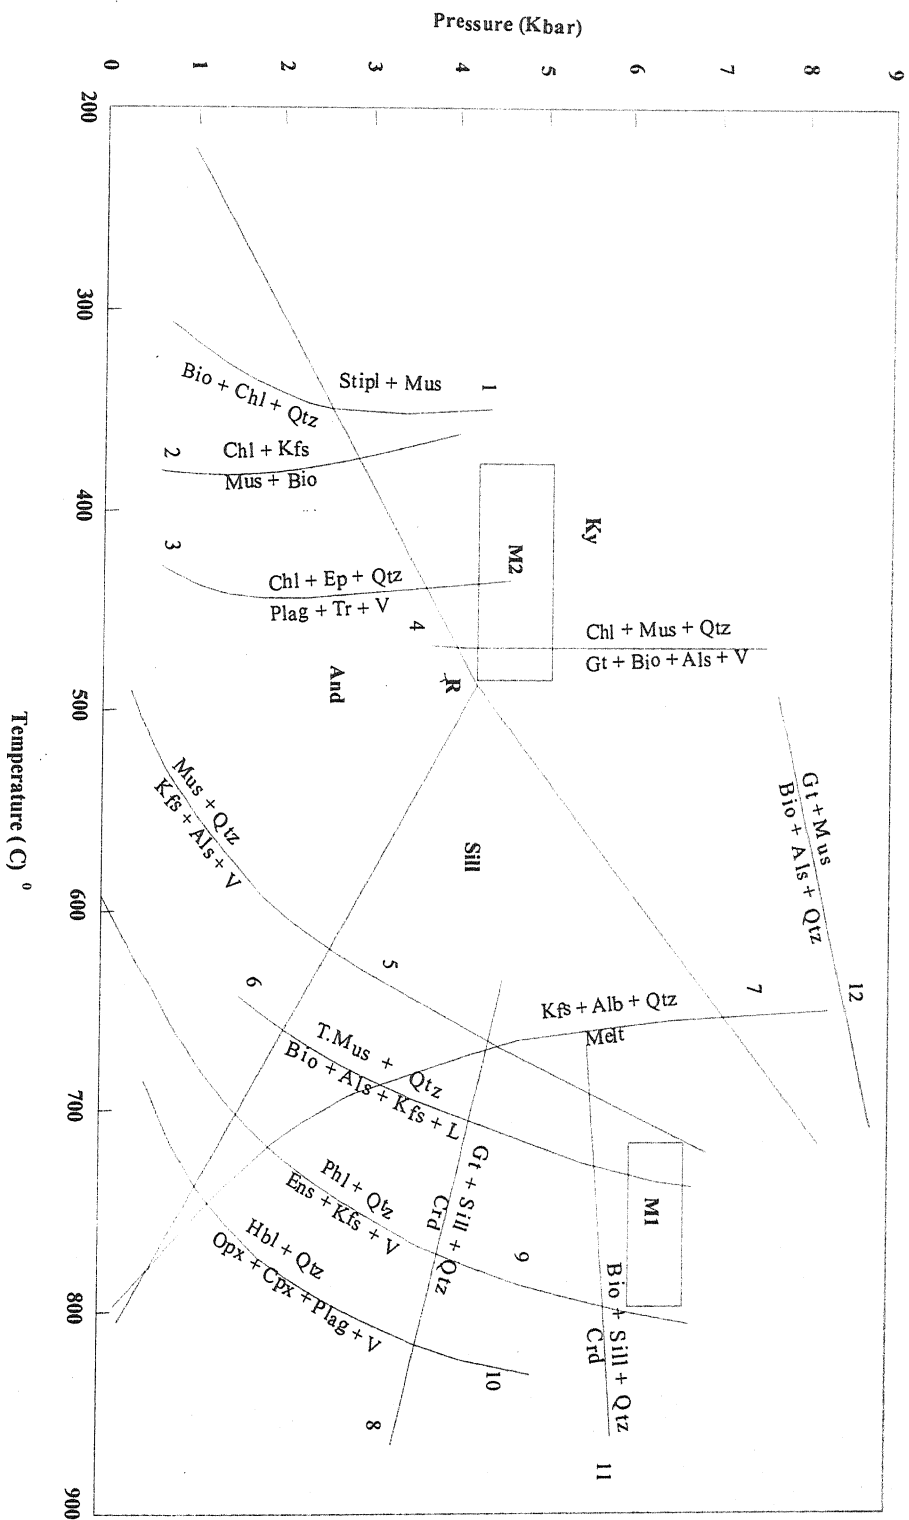 Pressure (Kbar)
0 1 2 3 4 5 6 7 8 9
200
300
400
500
600
700
800
900
Temperature ( C) 0
1
Stipl + Mus
Bio + Chl + Qtz
2
Chl + Kfs
Mus + Bio
3
Chl + Ep + Qtz
Plag + Tr + V
4
Chl + Mus + Qtz
Gt + Bio + Als + V
M2
Ky
R
And
Sill
Gt + Mus
Bio + Als + Qtz
12
Mus + Qtz
Kfs + Als + V
5
6
T.Mus + Qtz
Bio + Als + Kfs + L
7
Kfs + Alb + Qtz
Melt
Gt + Sill + Qtz
Crd
8
M1
Phl + Qtz
Ens + Kfs + V
9
Hbl + Qtz
Opx + Cpx + Plag + V
10
Bio + Sill + Qtz
Crd
11